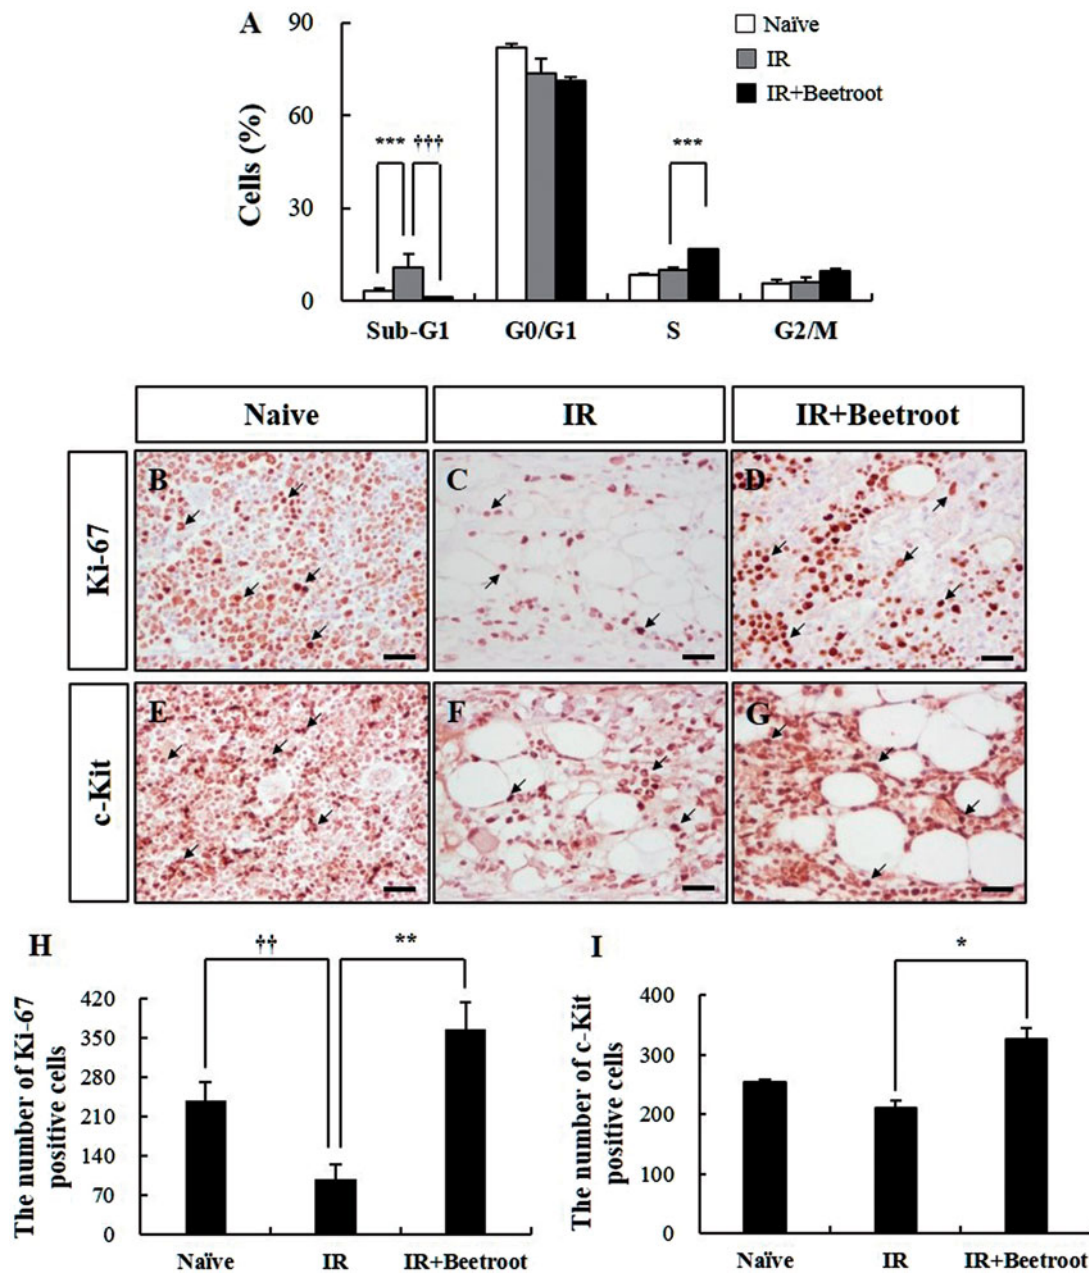 A
90
60
30
0
Cells (%)
Naïve
IR
IR+Beetroot
*** †††
***
Sub-G1 G0/G1 S G2/M
Naive IR IR+Beetroot
Ki-67
B C D
c-Kit
E F G
H
†† **
The number of Ki-67
positive cells
420
350
280
210
140
70
0
Naïve IR IR+Beetroot
I
*
The number of c-Kit
positive cells
400
300
200
100
0
Naïve IR IR+Beetroot